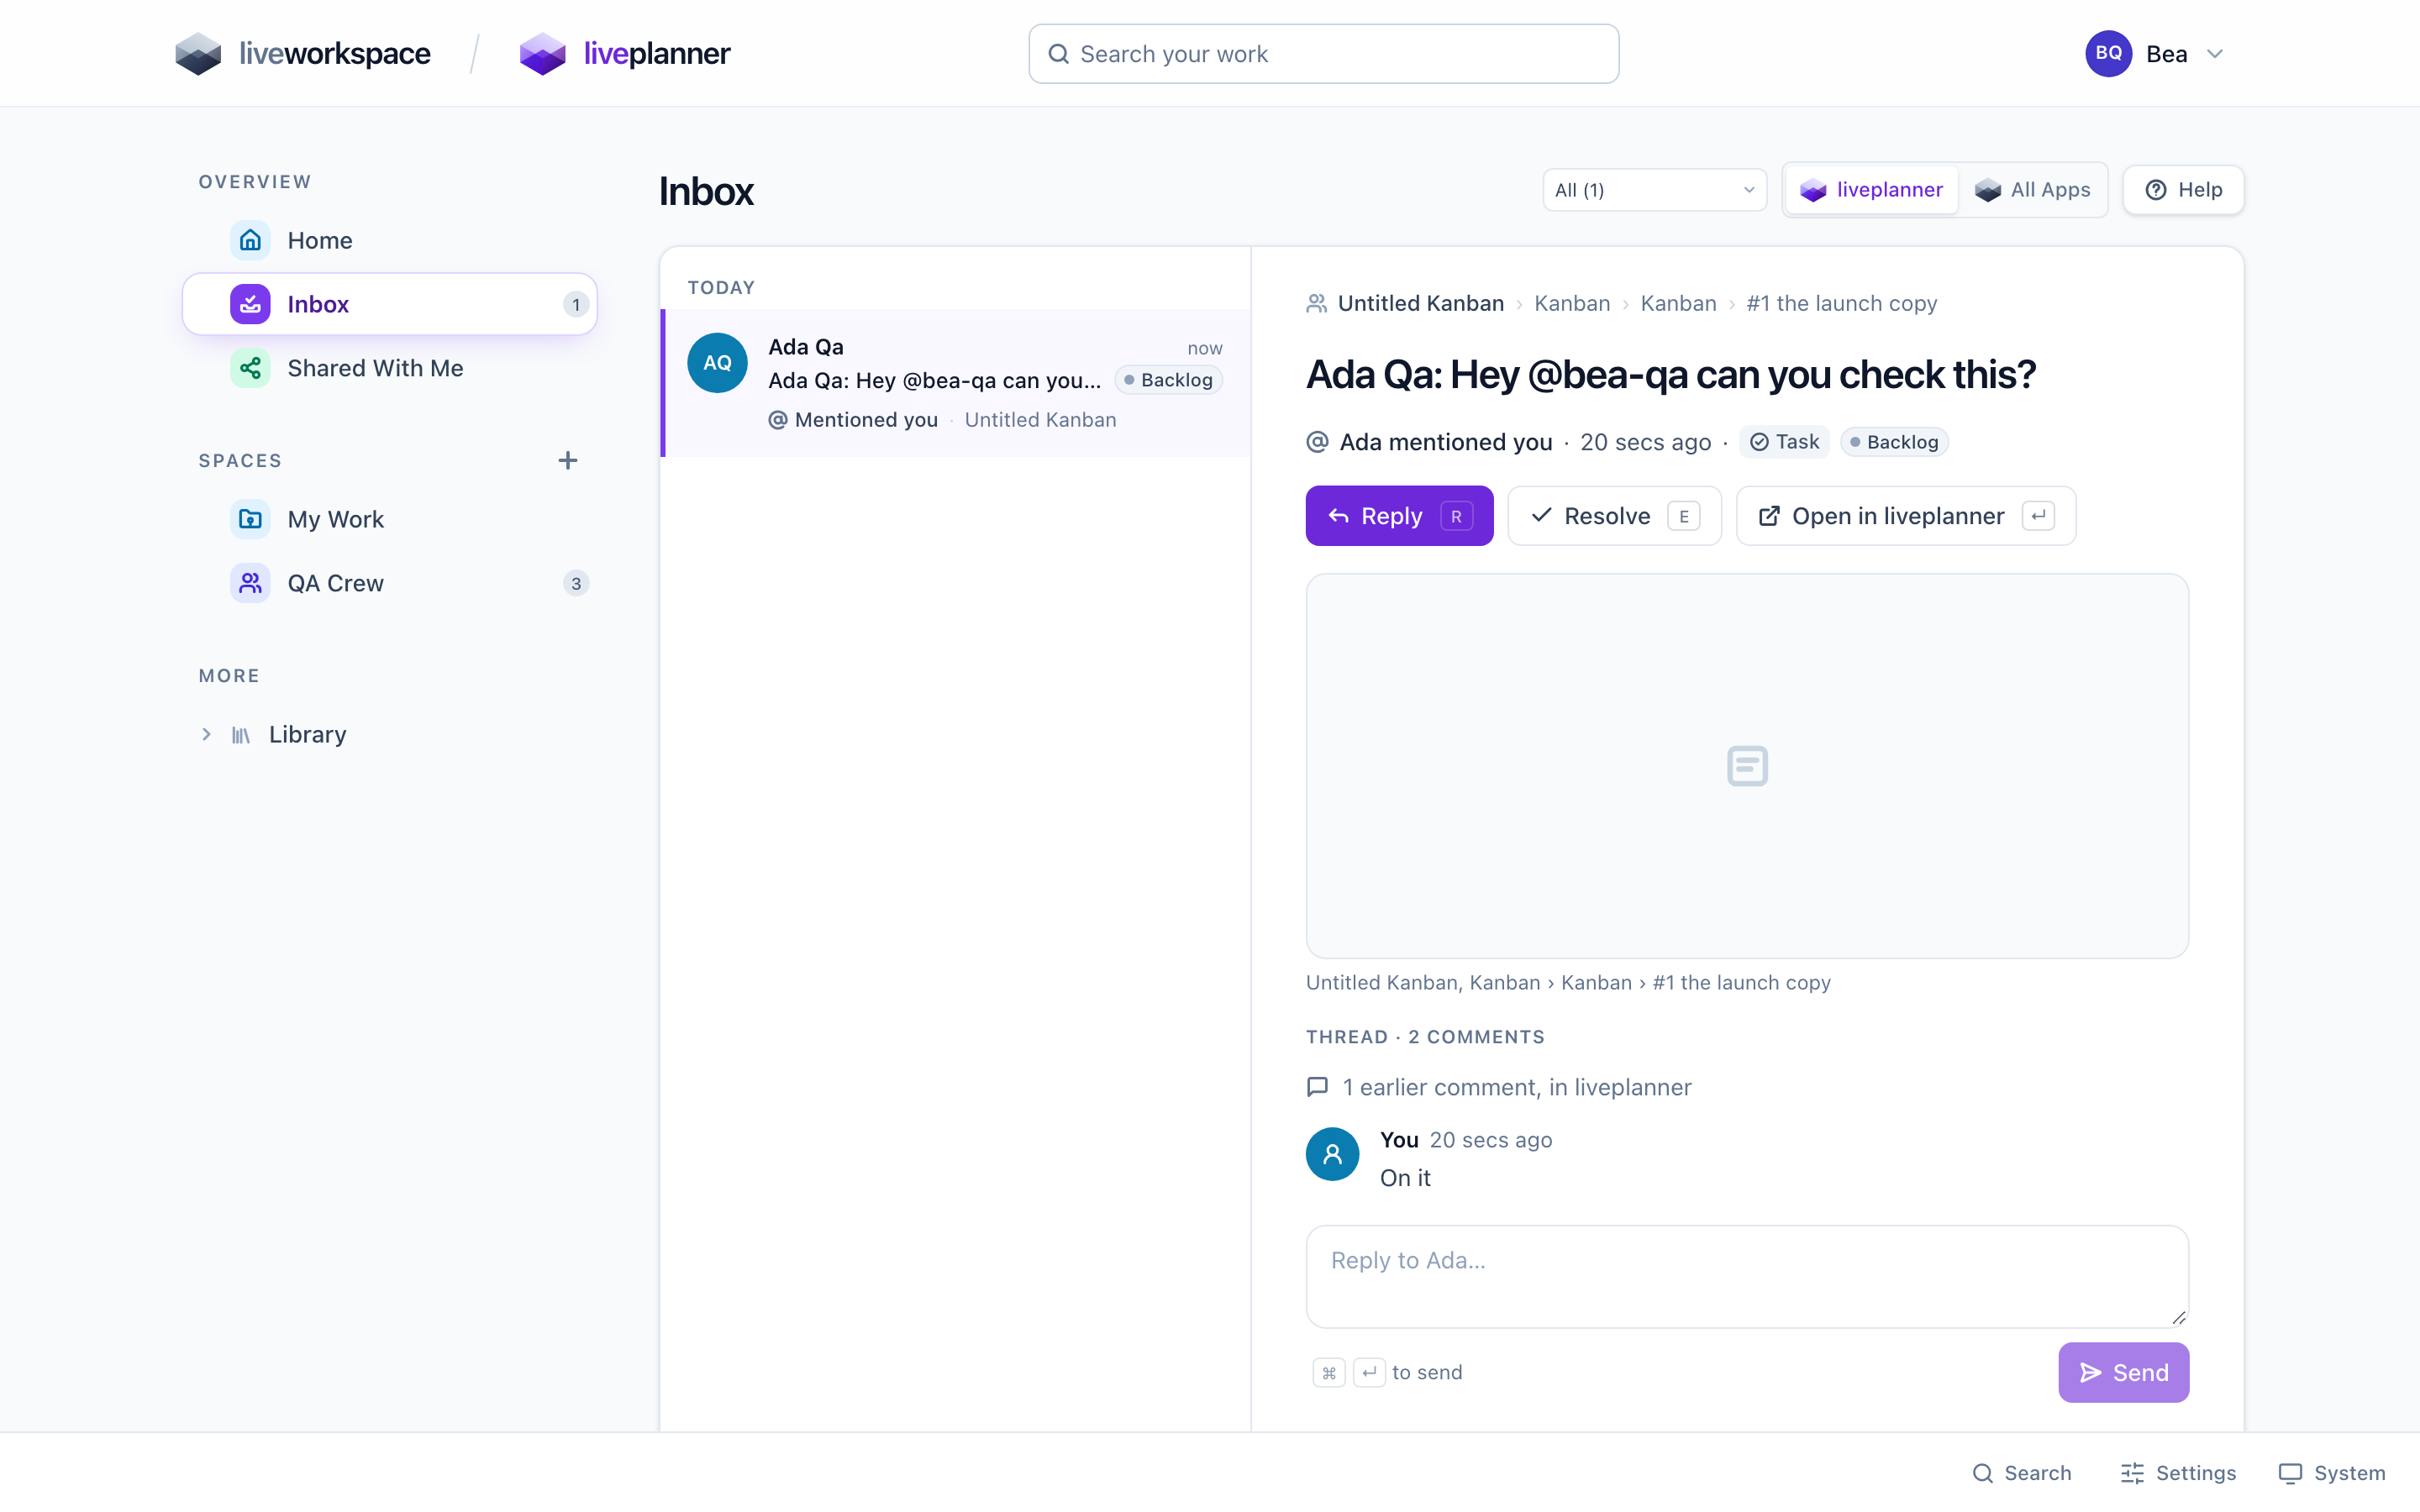 liveworkspace / liveplanner
Search your work
BQ Bea
OVERVIEW
Home
Inbox 1
Shared With Me
SPACES
My Work
QA Crew 3
MORE
Library
Inbox
All (1)
liveplanner
All Apps
Help
TODAY
AQ
Ada Qa now
Ada Qa: Hey @bea-qa can you... Backlog
@ Mentioned you · Untitled Kanban
Untitled Kanban › Kanban › Kanban › #1 the launch copy
Ada Qa: Hey @bea-qa can you check this?
@ Ada mentioned you · 20 secs ago · Task Backlog
Reply R
Resolve E
Open in liveplanner ↵
Untitled Kanban, Kanban › Kanban › #1 the launch copy
THREAD · 2 COMMENTS
1 earlier comment, in liveplanner
You 20 secs ago
On it
Reply to Ada...
⌘ ↵ to send
Send
Search
Settings
System